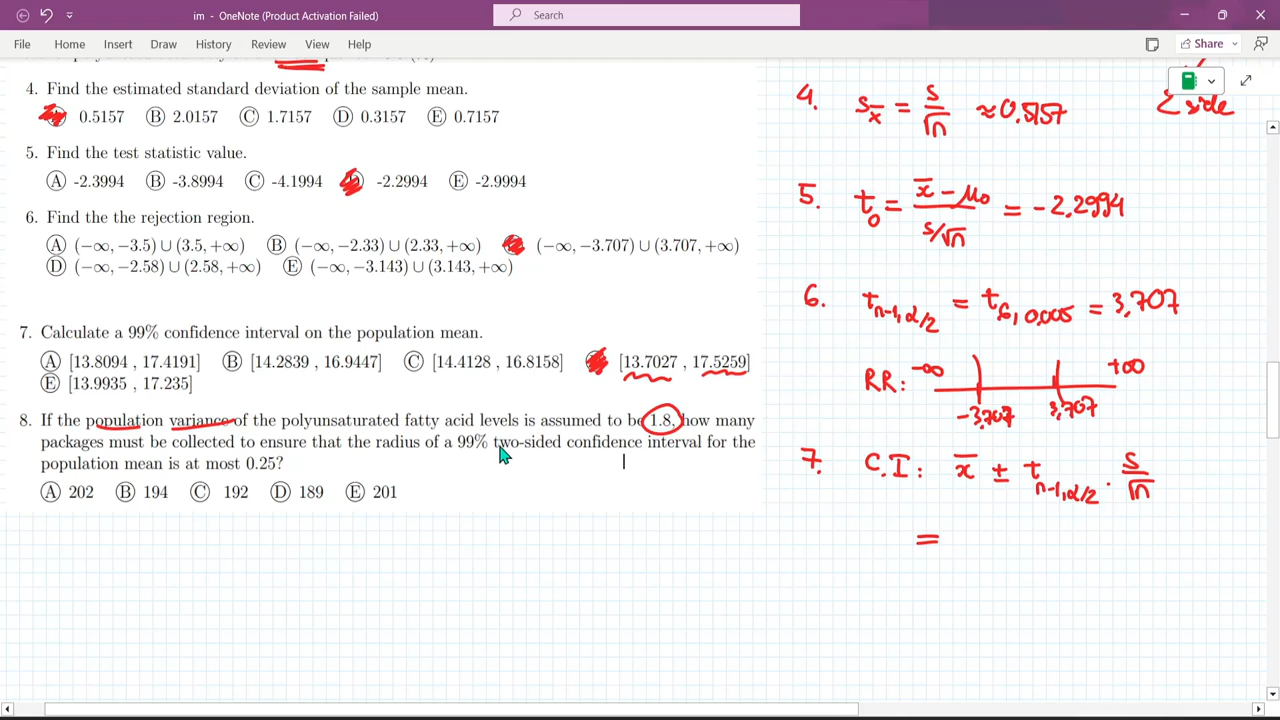 im - OneNote (Product Activation Failed)
Search
File Home Insert Draw History Review View Help
Share
4. Find the estimated standard deviation of the sample mean.
0.5157 Ⓑ 2.0157 Ⓒ 1.7157 Ⓓ 0.3157 Ⓔ 0.7157
5. Find the test statistic value.
Ⓐ -2.3994 Ⓑ -3.8994 Ⓒ -4.1994 -2.2994 Ⓔ -2.9994
6. Find the the rejection region.
Ⓐ (−∞, −3.5) ∪ (3.5, +∞) Ⓑ (−∞, −2.33) ∪ (2.33, +∞) (−∞, −3.707) ∪ (3.707, +∞)
Ⓓ (−∞, −2.58) ∪ (2.58, +∞) Ⓔ (−∞, −3.143) ∪ (3.143, +∞)
7. Calculate a 99% confidence interval on the population mean.
Ⓐ [13.8094 , 17.4191] Ⓑ [14.2839 , 16.9447] Ⓒ [14.4128 , 16.8158] [13.7027 , 17.5259]
Ⓔ [13.9935 , 17.235]
8. If the population variance of the polyunsaturated fatty acid levels is assumed to be 1.8, how many
packages must be collected to ensure that the radius of a 99% two-sided confidence interval for the
population mean is at most 0.25?
Ⓐ 202 Ⓑ 194 Ⓒ 192 Ⓓ 189 Ⓔ 201
2 side
4. s_x̄ = s/√n ≈ 0.5157
5. t₀ = (x̄ − μ₀)/(s/√n) = −2,2994
6. t_{n-1, α/2} = t_{6, 0,005} = 3,707
RR: −∞ +∞
−3,707 3,707
7. C.I: x̄ ± t_{n-1, α/2} · s/√n
=